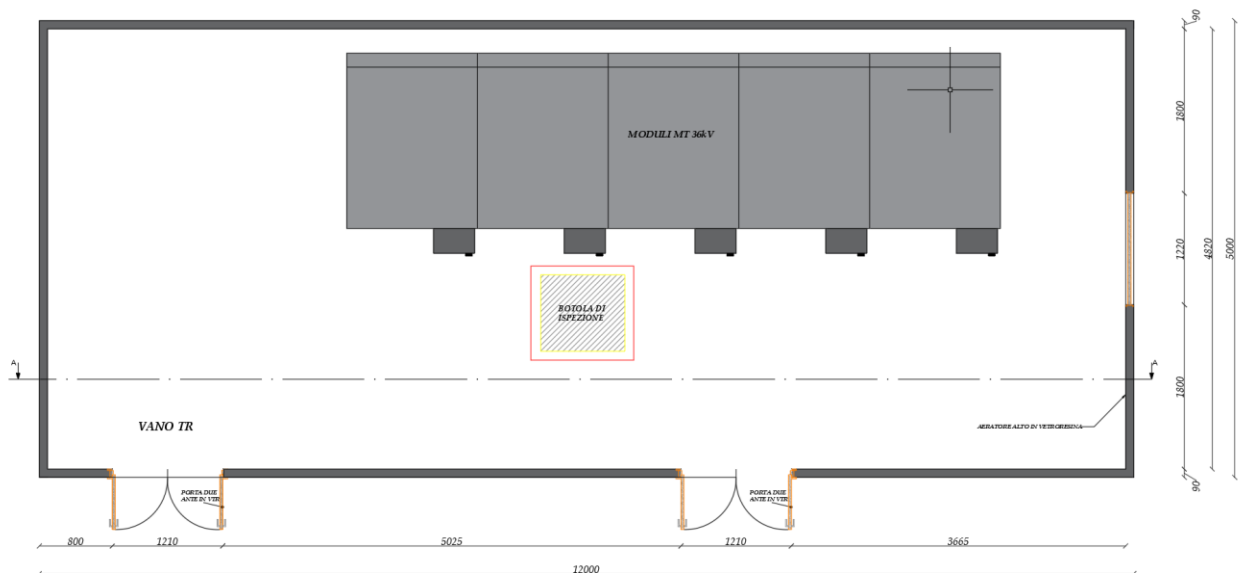 90
1800
MODULI MT 36kV
1220
4820
5000
BOTOLA DI
ISPEZIONE
A
A
1800
VANO TR
AERATORE ALTO IN VETRORESINA
90
PORTA DUE
ANTE IN VTR
PORTA DUE
ANTE IN VTR
800
1210
5025
1210
3665
12000